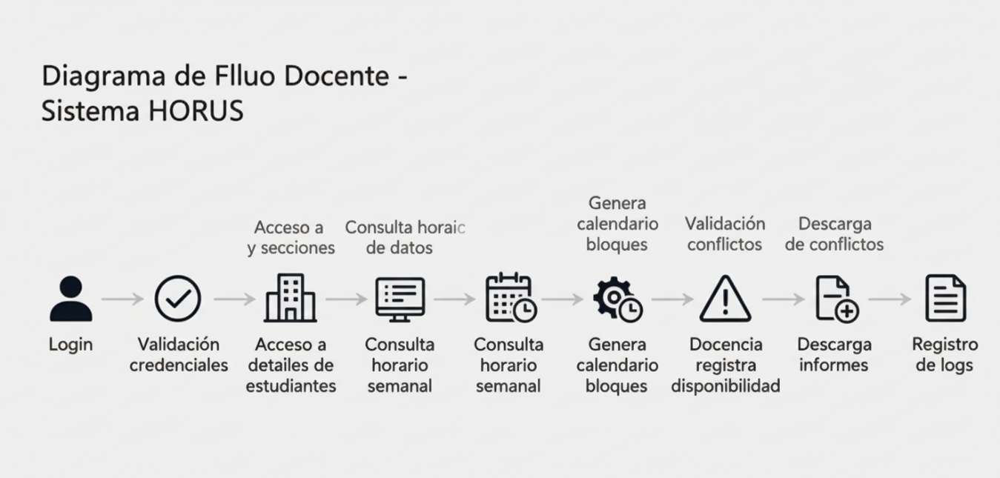 Diagrama de Flluo Docente -
Sistema HORUS
Acceso a
y secciones
Consulta horaic
de datos
Genera
calendario
bloques
Validación
conflictos
Descarga
de conflictos
Login
Validación
credenciales
Acceso a
detailes de
estudiantes
Consulta
horario
semanal
Consulta
horario
semanal
Genera
calendario
bloques
Docencia
registra
disponibilidad
Descarga
informes
Registro
de logs